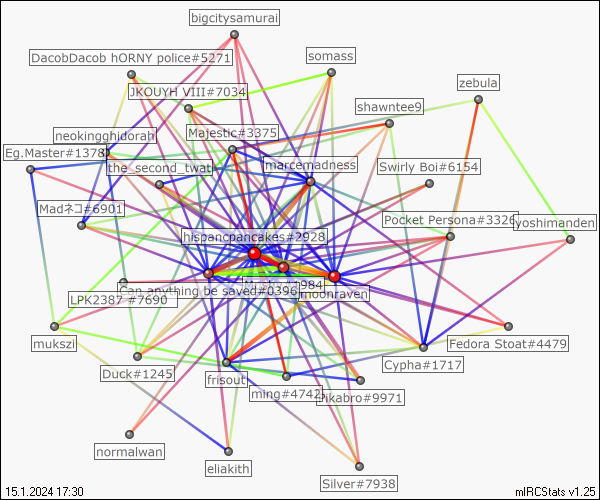 bigcitysamurai
DacobDacob hORNY police#5271
somass
zebula
JKOUYH VIII#7034
shawntee9
neokingghidorah
Majestic#3375
Eg.Master#1378
the_second_twat
marcemadness
Swirly Boi#6154
Madネコ#6901
Pocket Persona#3326
yoshimanden
hispancpancakes#2928
Can anything be saved#0396
moonraven
LPK2387 #7690
mukszi
Fedora Stoat#4479
Duck#1245
frisout
Cypha#1717
ming#4742
normalwan
eliakith
Silver#7938
15.1.2024 17:30
mIRCStats v1.25